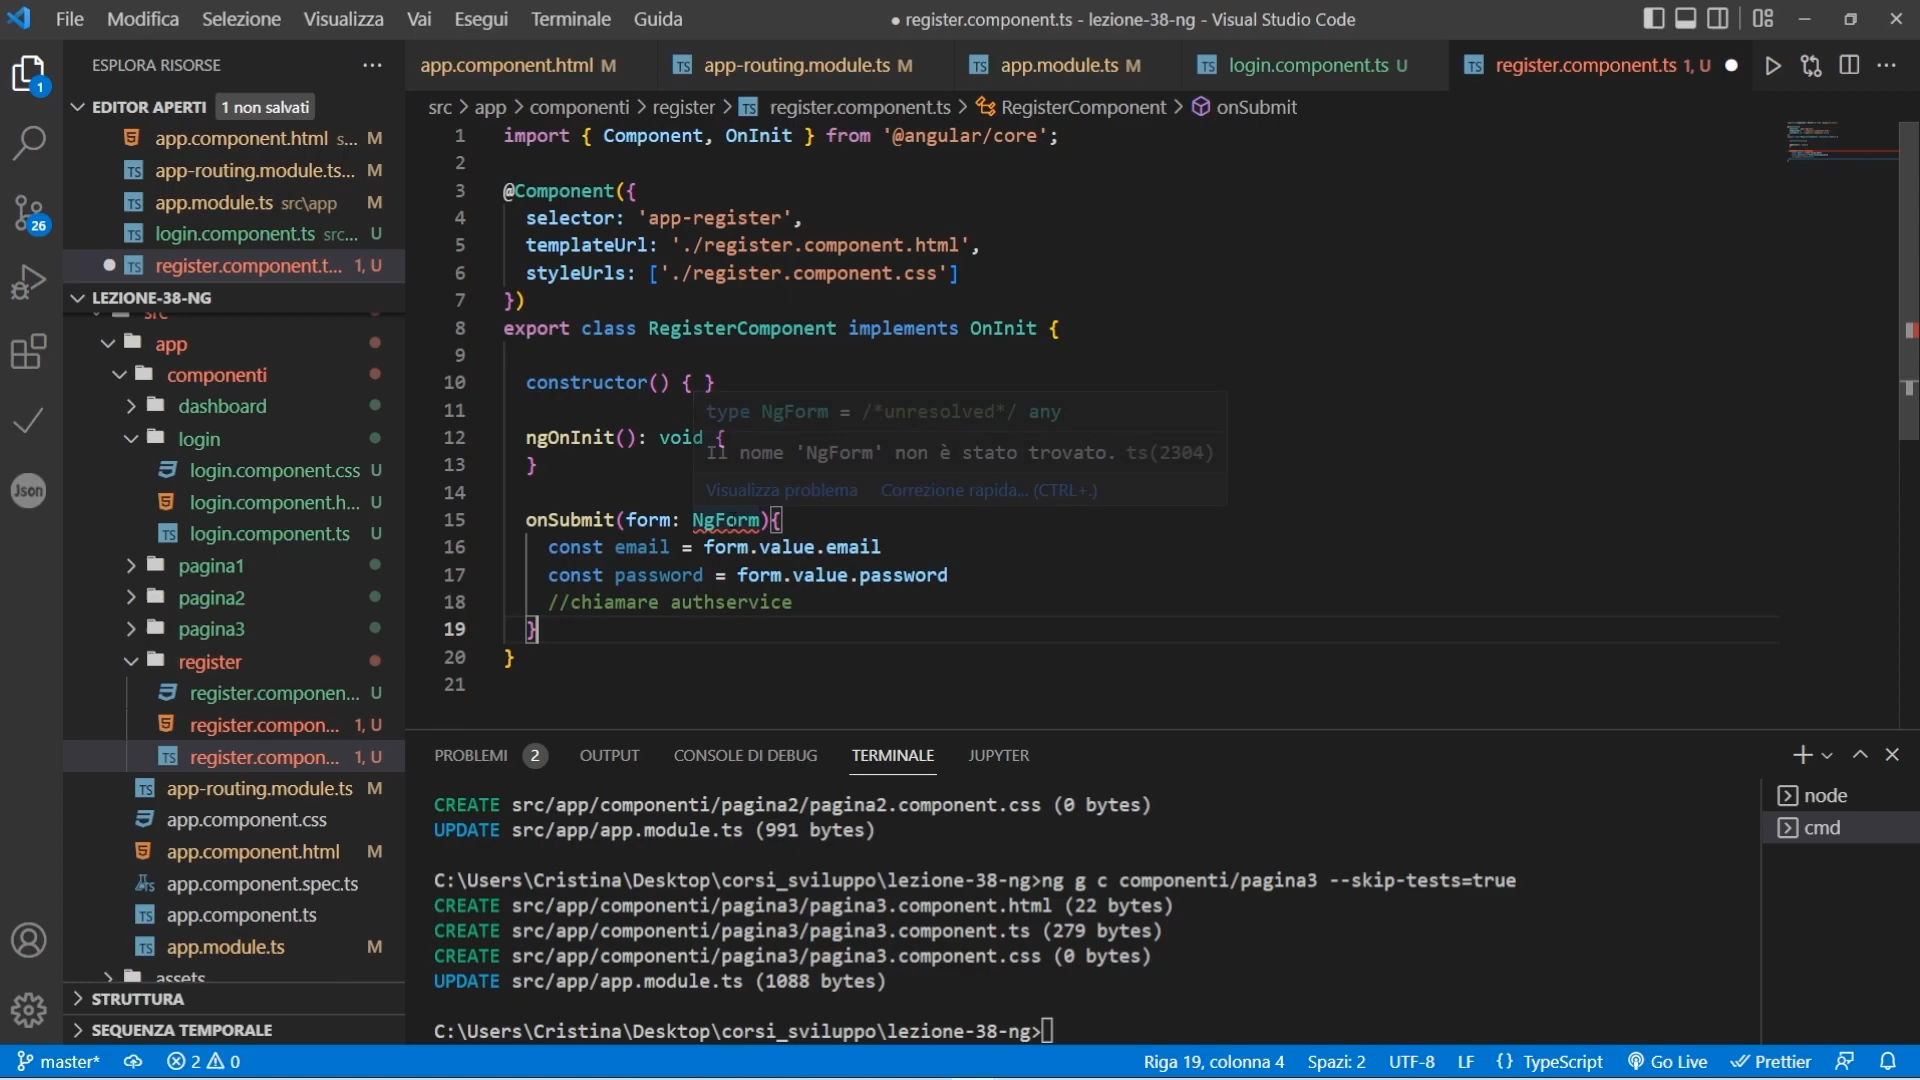 File Modifica Selezione Visualizza Vai Esegui Terminale Guida
● register.component.ts - lezione-38-ng - Visual Studio Code
ESPLORA RISORSE
EDITOR APERTI 1 non salvati
app.component.html s... M
app-routing.module.ts... M
app.module.ts src\app M
login.component.ts src... U
register.component.t... 1, U
LEZIONE-38-NG
src
app
componenti
dashboard
login
login.component.css U
login.component.h... U
login.component.ts U
pagina1
pagina2
pagina3
register
register.componen... U
register.compon... 1, U
register.compon... 1, U
app-routing.module.ts M
app.component.css
app.component.html M
app.component.spec.ts
app.component.ts
app.module.ts M
assets
STRUTTURA
SEQUENZA TEMPORALE
1
26
Json
app.component.html M
TS app-routing.module.ts M
TS app.module.ts M
TS login.component.ts U
TS register.component.ts 1, U
src > app > componenti > register > TS register.component.ts > RegisterComponent > onSubmit
1 import { Component, OnInit } from '@angular/core';
2
3 @Component({
4 selector: 'app-register',
5 templateUrl: './register.component.html',
6 styleUrls: ['./register.component.css']
7 })
8 export class RegisterComponent implements OnInit {
9
10 constructor() { }
11
12 ngOnInit(): void {
13 }
14
15 onSubmit(form: NgForm){
16 const email = form.value.email
17 const password = form.value.password
18 //chiamare authservice
19 }
20 }
21
type NgForm = /*unresolved*/ any
Il nome 'NgForm' non è stato trovato. ts(2304)
Visualizza problema Correzione rapida... (CTRL+.)
PROBLEMI 2 OUTPUT CONSOLE DI DEBUG TERMINALE JUPYTER
CREATE src/app/componenti/pagina2/pagina2.component.css (0 bytes)
UPDATE src/app/app.module.ts (991 bytes)
C:\Users\Cristina\Desktop\corsi_sviluppo\lezione-38-ng>ng g c componenti/pagina3 --skip-tests=true
CREATE src/app/componenti/pagina3/pagina3.component.html (22 bytes)
CREATE src/app/componenti/pagina3/pagina3.component.ts (279 bytes)
CREATE src/app/componenti/pagina3/pagina3.component.css (0 bytes)
UPDATE src/app/app.module.ts (1088 bytes)
C:\Users\Cristina\Desktop\corsi_sviluppo\lezione-38-ng>
node
cmd
master* 2 0
Riga 19, colonna 4 Spazi: 2 UTF-8 LF {} TypeScript Go Live Prettier